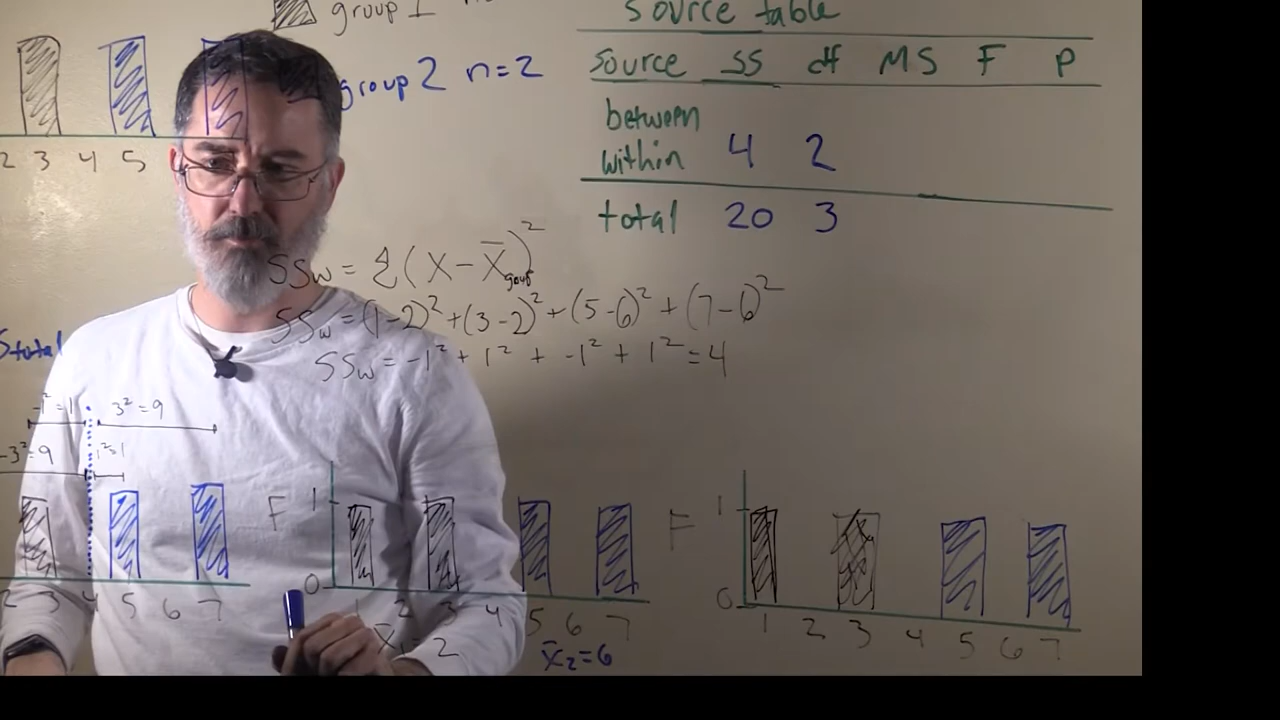 group 1 n
Source table
group 2 n=2
source SS df MS F P
between
within 4 2
total 20 3
2 3 4 5
SSw = Σ(X - X̄group)²
SSw = (1-2)² + (3-2)² + (5-6)² + (7-6)²
SSw = -1² + 1² + -1² + 1² = 4
Stotal
-1² = 1 3² = 9
-3² = 9 1² = 1
F 1 0
2 3 4 5 6 7
1 2 3 4 5 6 7
X̄1 = 2 X̄2 = 6
F 1 0
1 2 3 4 5 6 7